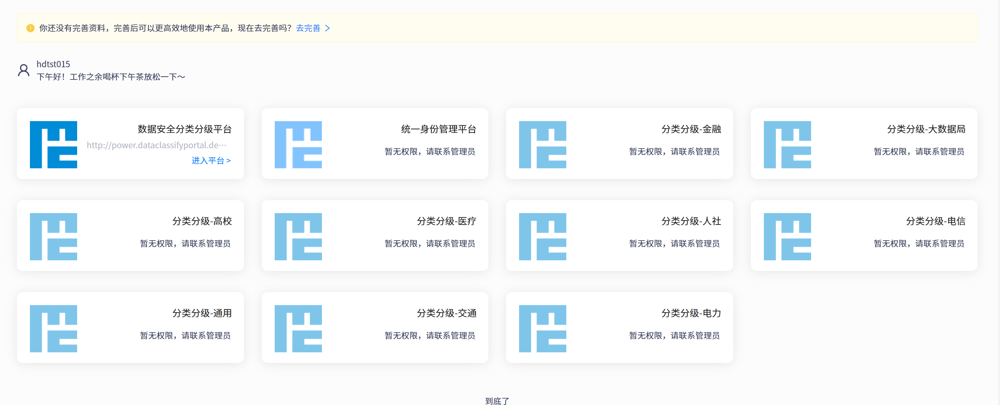 你还没有完善资料，完善后可以更高效地使用本产品，现在去完善吗？去完善 >
hdtst015
下午好！工作之余喝杯下午茶放松一下～
数据安全分类分级平台
http://power.dataclassifyportal.de…
进入平台 >
统一身份管理平台
暂无权限，请联系管理员
分类分级-金融
暂无权限，请联系管理员
分类分级-大数据局
暂无权限，请联系管理员
分类分级-高校
暂无权限，请联系管理员
分类分级-医疗
暂无权限，请联系管理员
分类分级-人社
暂无权限，请联系管理员
分类分级-电信
暂无权限，请联系管理员
分类分级-通用
暂无权限，请联系管理员
分类分级-交通
暂无权限，请联系管理员
分类分级-电力
暂无权限，请联系管理员
到底了